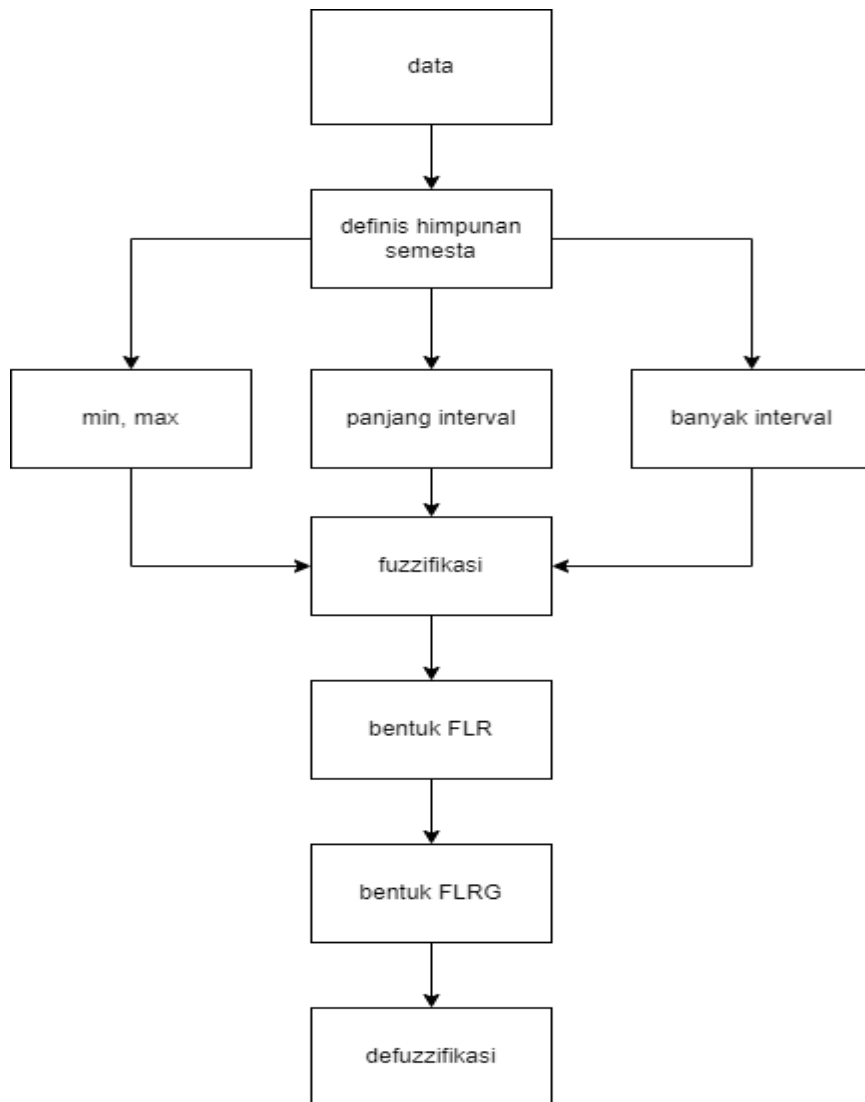 data
definis himpunan
semesta
min, max
panjang interval
banyak interval
fuzzifikasi
bentuk FLR
bentuk FLRG
defuzzifikasi